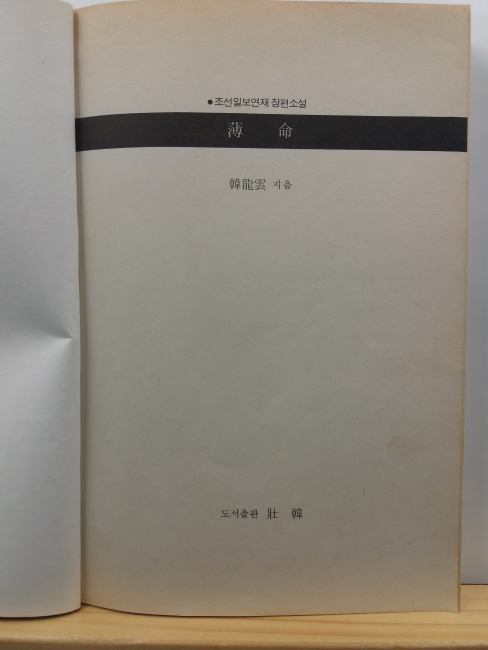 ● 조선일보연재 장편소설
薄 命
韓龍雲 지음
도서출판 壯 韓